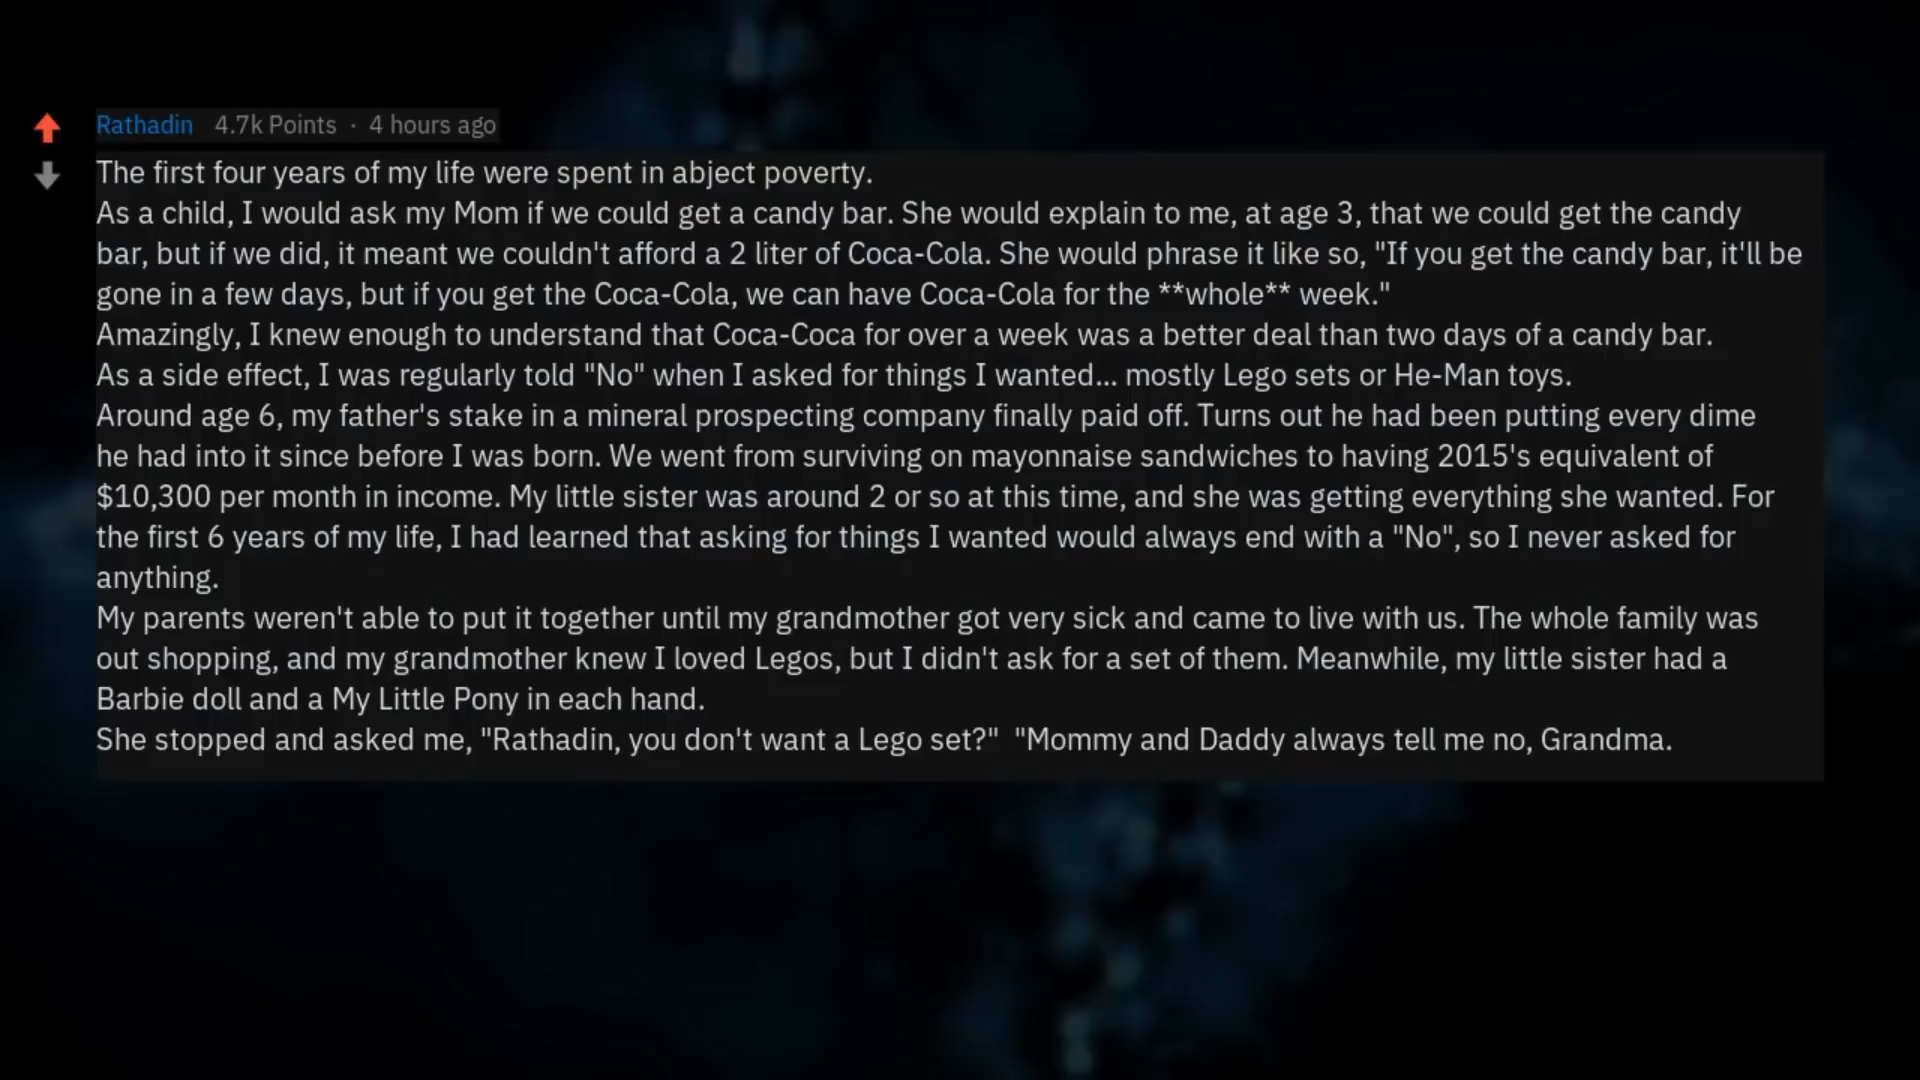 Rathadin 4.7k Points · 4 hours ago
The first four years of my life were spent in abject poverty.
As a child, I would ask my Mom if we could get a candy bar. She would explain to me, at age 3, that we could get the candy
bar, but if we did, it meant we couldn't afford a 2 liter of Coca-Cola. She would phrase it like so, "If you get the candy bar, it'll be
gone in a few days, but if you get the Coca-Cola, we can have Coca-Cola for the **whole** week."
Amazingly, I knew enough to understand that Coca-Coca for over a week was a better deal than two days of a candy bar.
As a side effect, I was regularly told "No" when I asked for things I wanted... mostly Lego sets or He-Man toys.
Around age 6, my father's stake in a mineral prospecting company finally paid off. Turns out he had been putting every dime
he had into it since before I was born. We went from surviving on mayonnaise sandwiches to having 2015's equivalent of
$10,300 per month in income. My little sister was around 2 or so at this time, and she was getting everything she wanted. For
the first 6 years of my life, I had learned that asking for things I wanted would always end with a "No", so I never asked for
anything.
My parents weren't able to put it together until my grandmother got very sick and came to live with us. The whole family was
out shopping, and my grandmother knew I loved Legos, but I didn't ask for a set of them. Meanwhile, my little sister had a
Barbie doll and a My Little Pony in each hand.
She stopped and asked me, "Rathadin, you don't want a Lego set?"  "Mommy and Daddy always tell me no, Grandma.